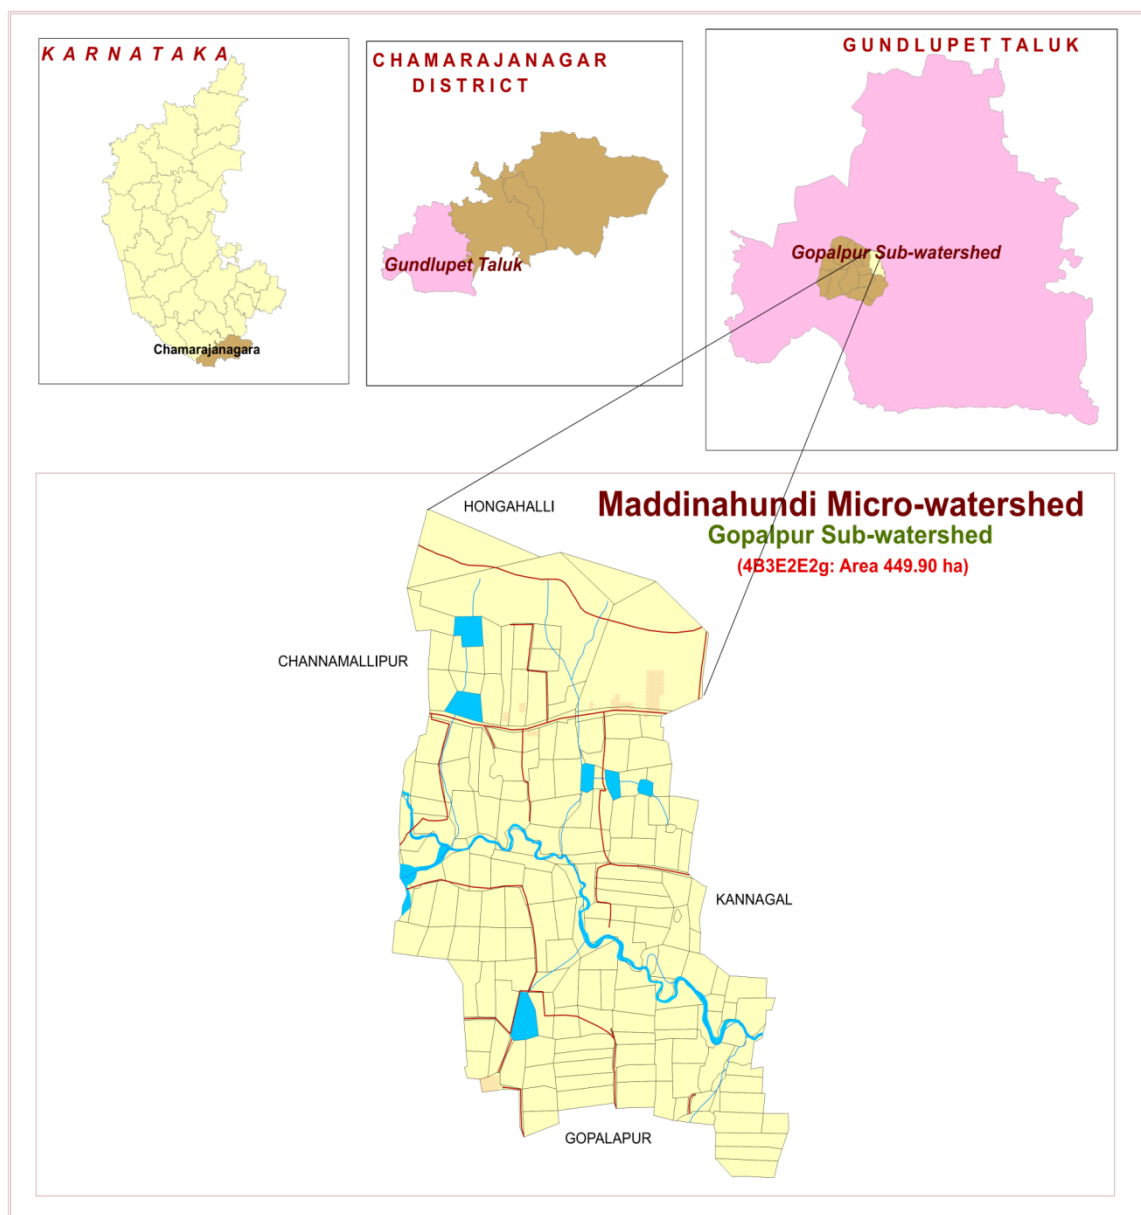 KARNATAKA
Chamarajanagara
CHAMARAJANAGAR
DISTRICT
Gundlupet Taluk
GUNDLUPET TALUK
Gopalpur Sub-watershed
Maddinahundi Micro-watershed
Gopalpur Sub-watershed
(4B3E2E2g: Area 449.90 ha)
HONGAHALLI
CHANNAMALLIPUR
KANNAGAL
GOPALAPUR